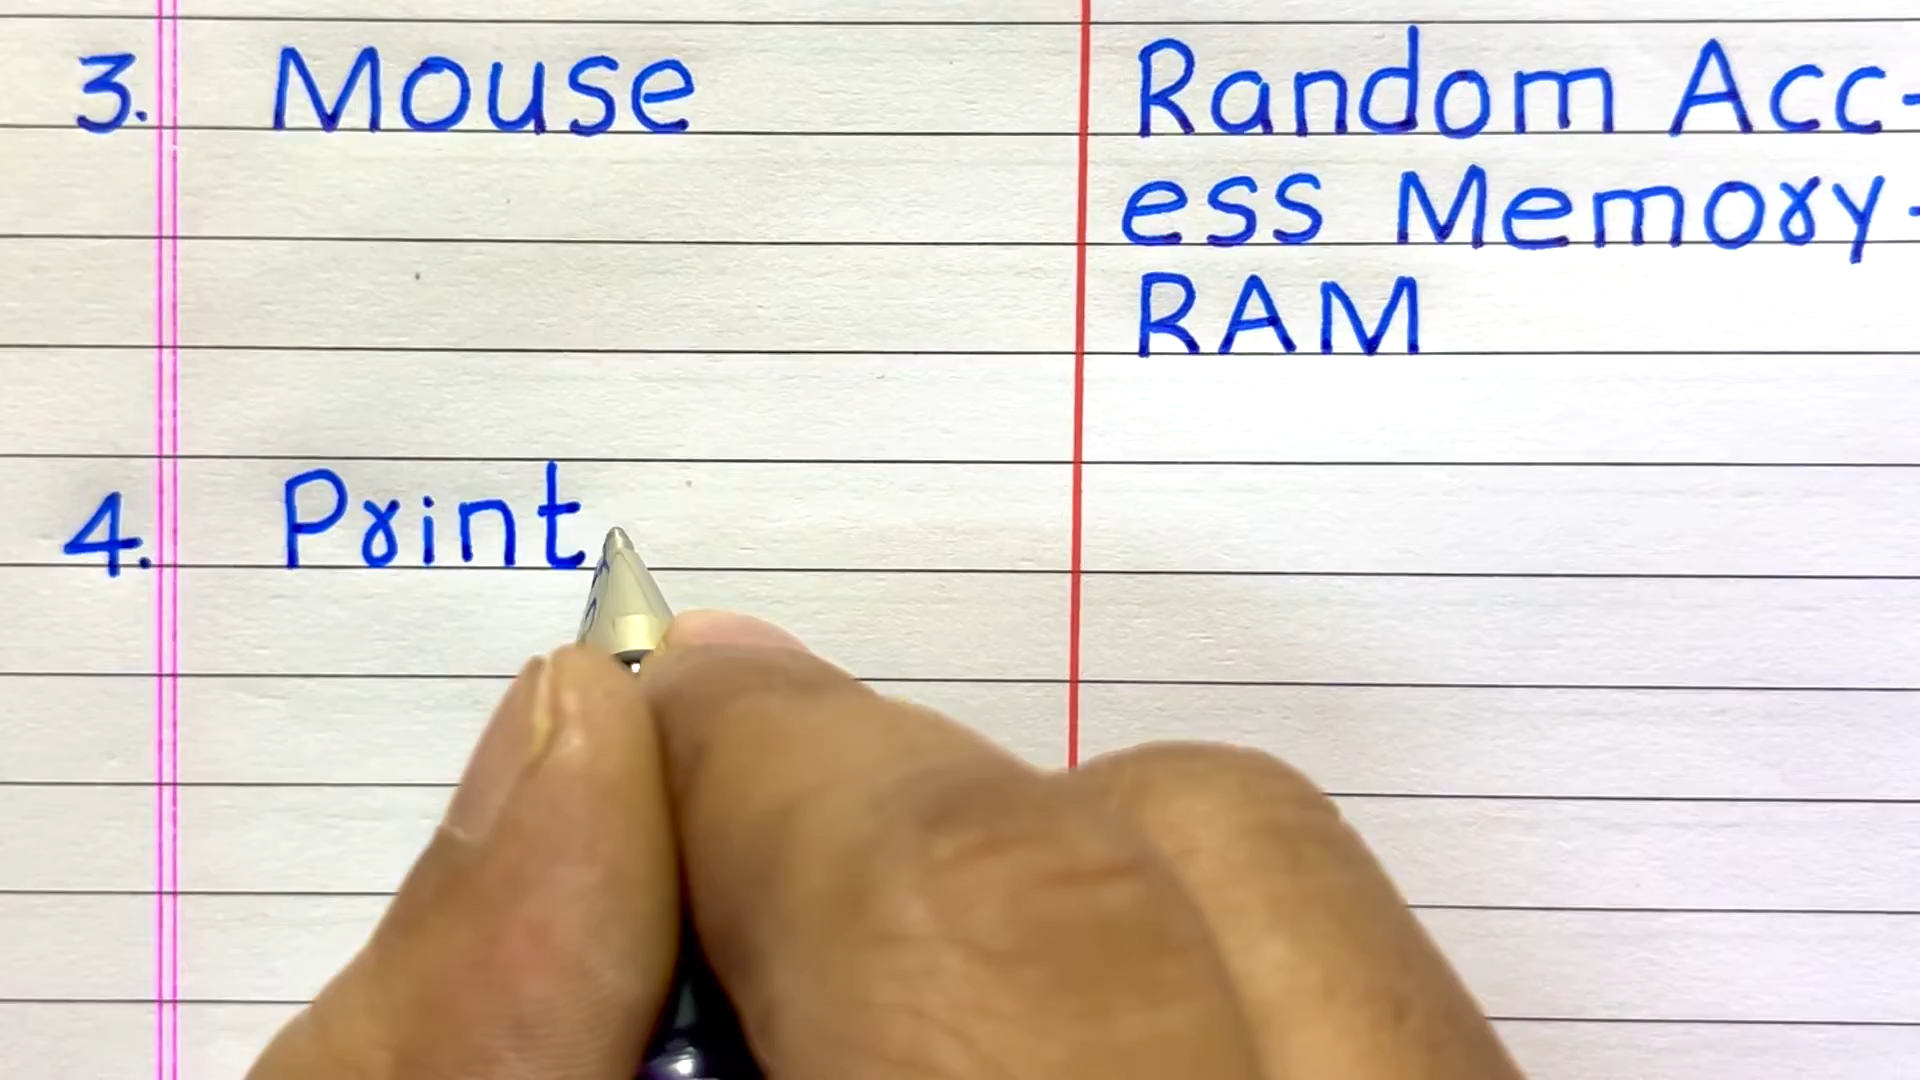 3. Mouse
Random Acc-
ess Memory-
RAM
4. Print